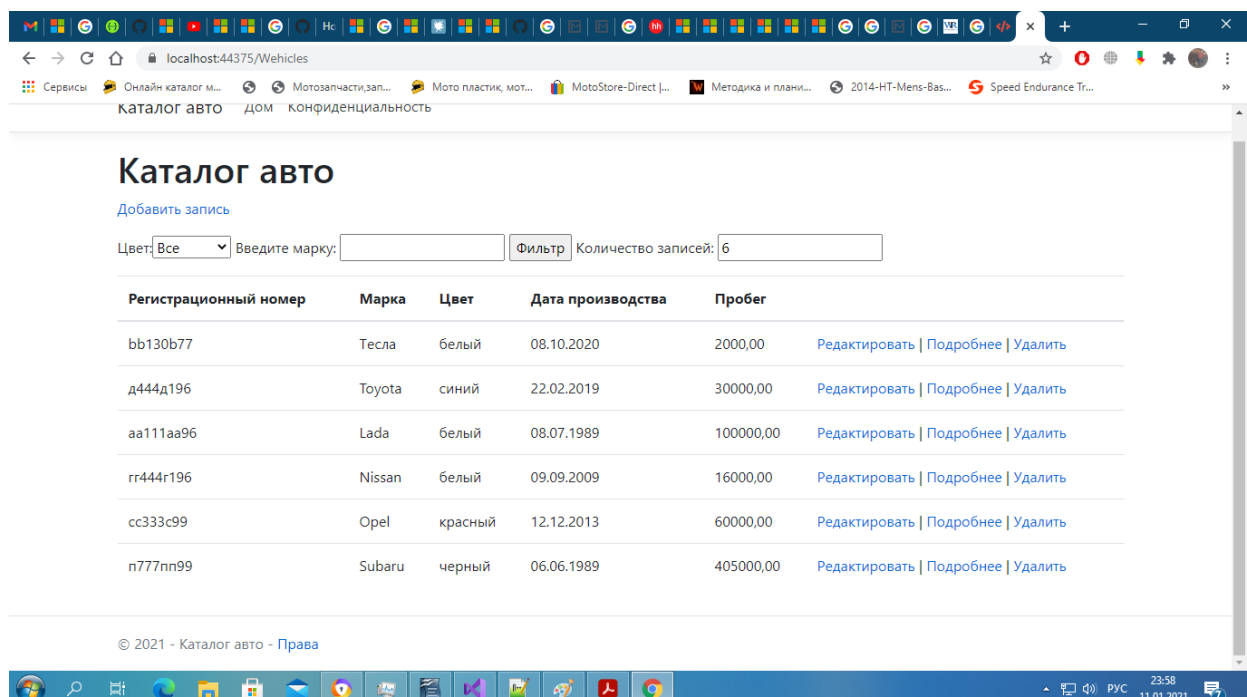 Но
hh
localhost:44375/Wehicles
Сервисы Онлайн каталог м... Мотозапчасти,зап... Мото пластик, мот... MotoStore-Direct |... Методика и плани... 2014-HT-Mens-Bas... Speed Endurance Tr... »
Каталог авто Дом Конфиденциальность
Каталог авто
Добавить запись
Цвет: Все Введите марку: Фильтр Количество записей: 6
Регистрационный номер Марка Цвет Дата производства Пробег
bb130b77 Тесла белый 08.10.2020 2000,00 Редактировать | Подробнее | Удалить
д444д196 Toyota синий 22.02.2019 30000,00 Редактировать | Подробнее | Удалить
аа111аа96 Lada белый 08.07.1989 100000,00 Редактировать | Подробнее | Удалить
гг444г196 Nissan белый 09.09.2009 16000,00 Редактировать | Подробнее | Удалить
сс333с99 Opel красный 12.12.2013 60000,00 Редактировать | Подробнее | Удалить
п777пп99 Subaru черный 06.06.1989 405000,00 Редактировать | Подробнее | Удалить
© 2021 - Каталог авто - Права
23:58
РУС
11.01.2021